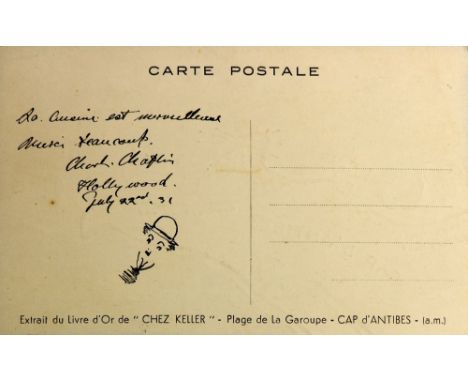 CARTE POSTALE
La Cuisine est merveilleuse
Merci beaucoup.
Charlie Chaplin
Hollywood.
July 22nd. 31
Extrait du Livre d'Or de " CHEZ KELLER " - Plage de La Garoupe - CAP d'ANTIBES - (a.m.)